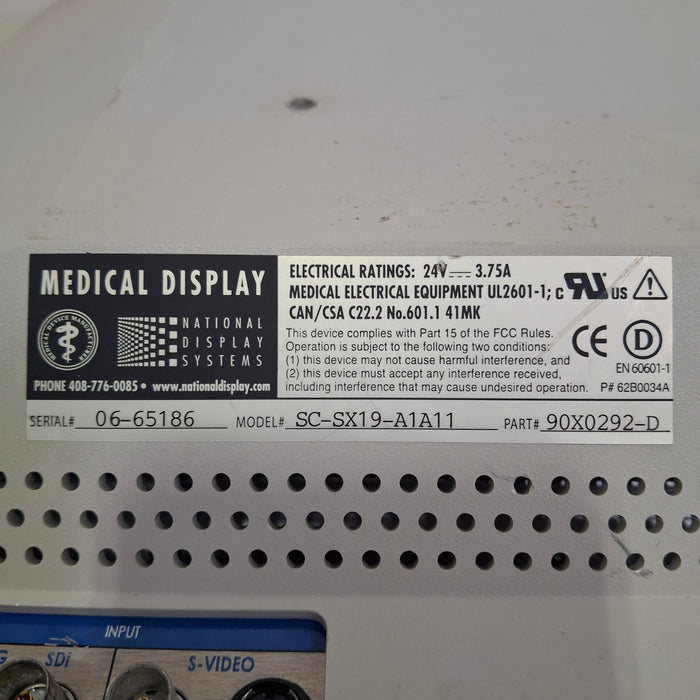 MEDICAL DISPLAY
MEDICAL DEVICE MANUFACTURER
NATIONAL
DISPLAY
SYSTEMS
PHONE 408-776-0085 • www.nationaldisplay.com
ELECTRICAL RATINGS: 24V⎓ 3.75A
MEDICAL ELECTRICAL EQUIPMENT UL2601-1;
CAN/CSA C22.2 No.601.1 41MK
c RU US
This device complies with Part 15 of the FCC Rules.
Operation is subject to the following two conditions:
(1) this device may not cause harmful interference, and
(2) this device must accept any interference received,
including interference that may cause undesired operation.
CE D
EN 60601-1
P# 62B0034A
SERIAL# 06-65186 MODEL# SC-SX19-A1A11 PART# 90X0292-D
INPUT
SDi S-VIDEO